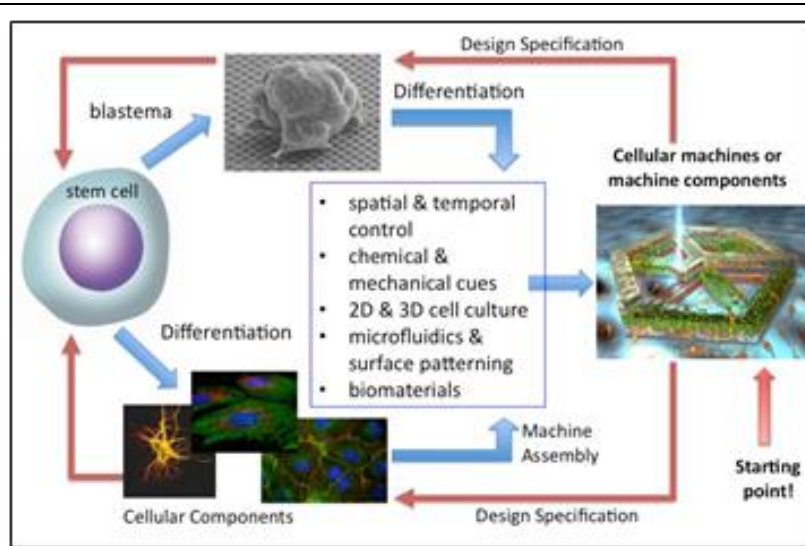 Design Specification
blastema
Differentiation
stem cell
Cellular machines or
machine components
• spatial & temporal
control
• chemical &
mechanical cues
• 2D & 3D cell culture
• microfluidics &
surface patterning
• biomaterials
Differentiation
Machine
Assembly
Starting
point!
Cellular Components
Design Specification